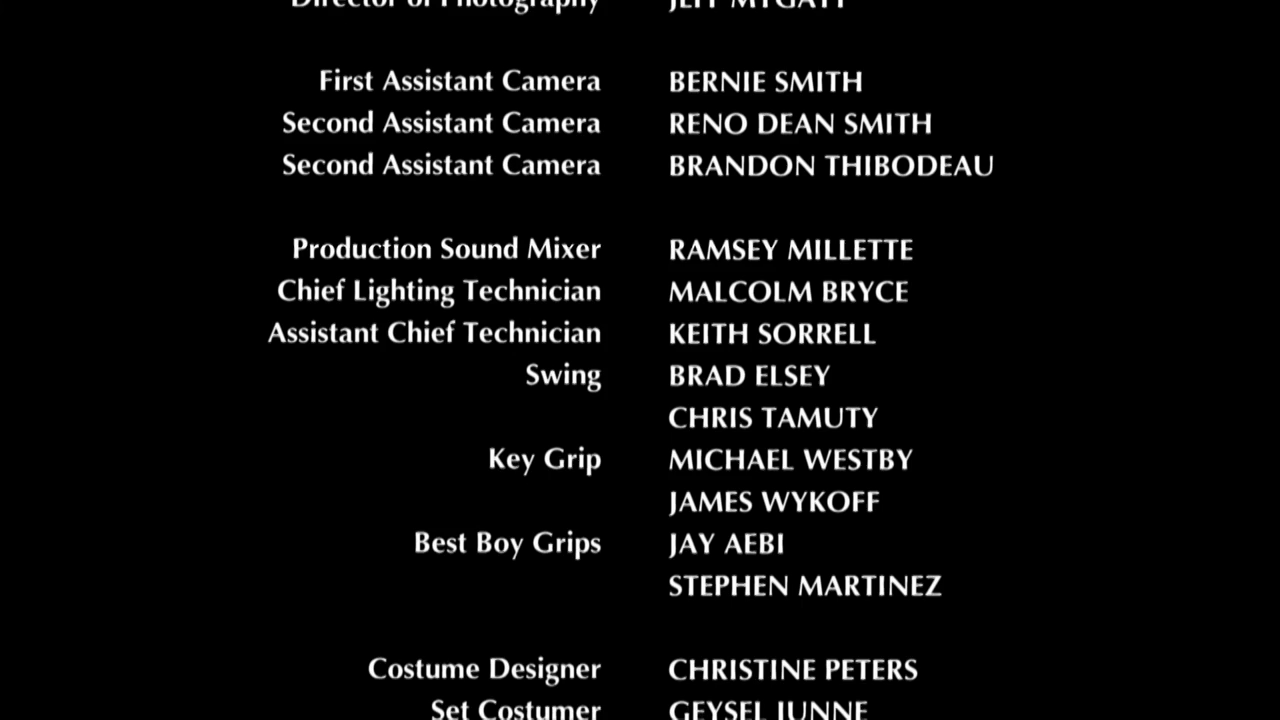 Director of Photography JEFF MYGATT
First Assistant Camera BERNIE SMITH
Second Assistant Camera RENO DEAN SMITH
Second Assistant Camera BRANDON THIBODEAU
Production Sound Mixer RAMSEY MILLETTE
Chief Lighting Technician MALCOLM BRYCE
Assistant Chief Technician KEITH SORRELL
Swing BRAD ELSEY
CHRIS TAMUTY
Key Grip MICHAEL WESTBY
JAMES WYKOFF
Best Boy Grips JAY AEBI
STEPHEN MARTINEZ
Costume Designer CHRISTINE PETERS
Set Costumer GEYSEL JUNNE